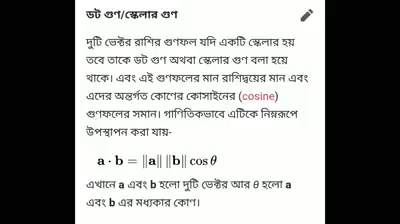 ডট গুণ/স্কেলার গুণ
দুটি ভেক্টর রাশির গুণফল যদি একটি স্কেলার হয়
তবে তাকে ডট গুণ অথবা স্কেলার গুণ বলা হয়ে
থাকে। এবং এই গুণফলের মান রাশিদ্বয়ের মান এবং
এদের অন্তর্গত কোণের কোসাইনের (cosine)
গুণফলের সমান। গাণিতিকভাবে এটিকে নিম্নরূপে
উপস্থাপন করা যায়-
a · b = ‖a‖ ‖b‖ cos θ
এখানে a এবং b হলো দুটি ভেক্টর আর θ হলো a
এবং b এর মধ্যকার কোণ।